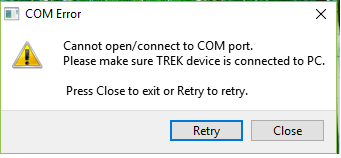 COM Error
Cannot open/connect to COM port.
Please make sure TREK device is connected to PC.
Press Close to exit or Retry to retry.
Retry
Close